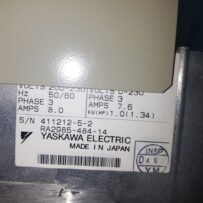 VOLTS 200-230 VOLTS 0-230
Hz 50/60
PHASE 3 PHASE 3
AMPS 8.0 AMPS 7.6
kW(HP) 1.0(1.34)
S/N 411212-5-2
RA2986-484-14
YASKAWA ELECTRIC
MADE IN JAPAN
INSP
Y.M